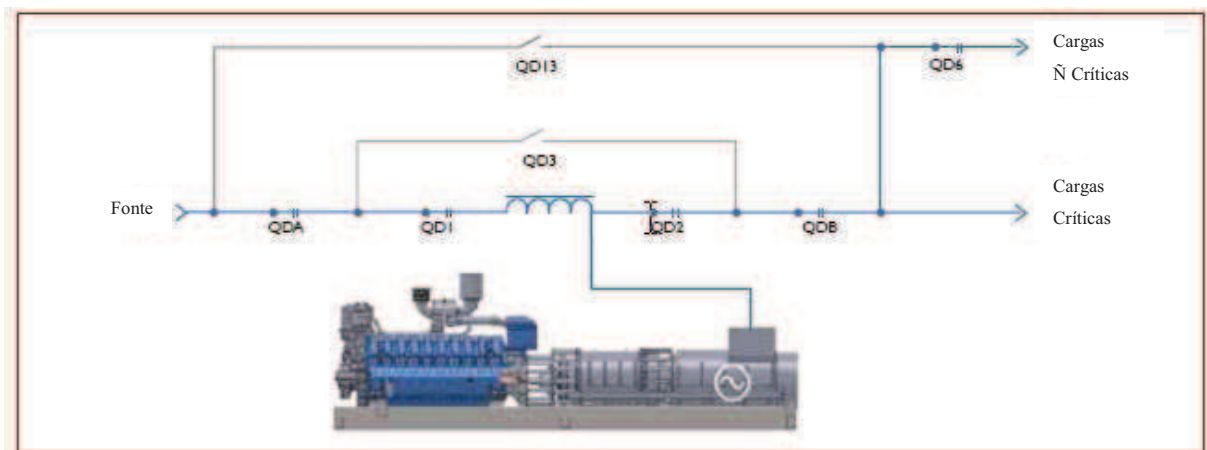 Cargas
Ñ Críticas
QD13
QD6
QD3
Cargas
Críticas
Fonte
QDA
QD1
QD2
QDB